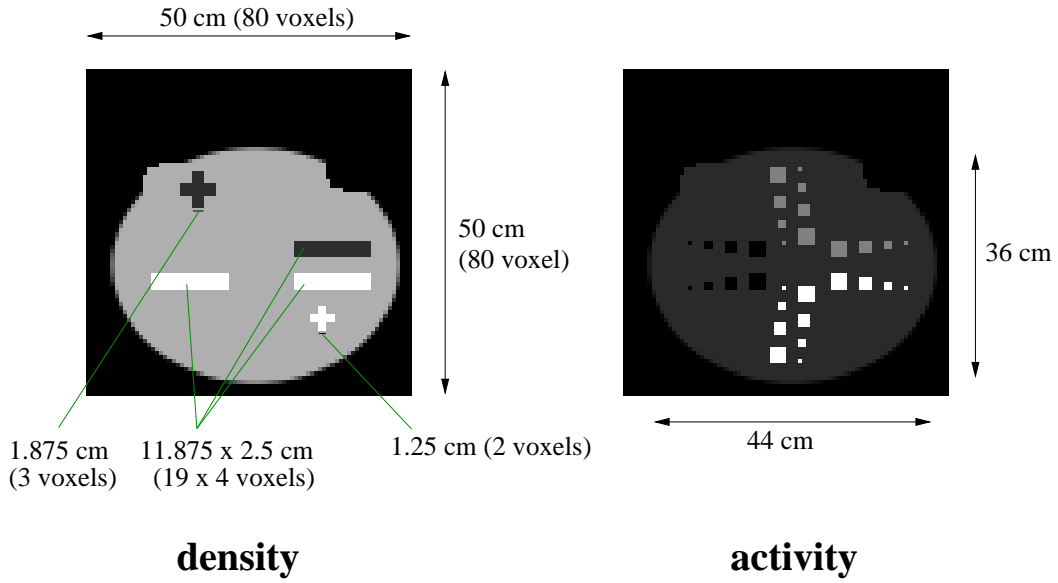 50 cm (80 voxels)
50 cm
(80 voxel)
36 cm
1.875 cm
(3 voxels)
11.875 x 2.5 cm
(19 x 4 voxels)
1.25 cm (2 voxels)
44 cm
density
activity